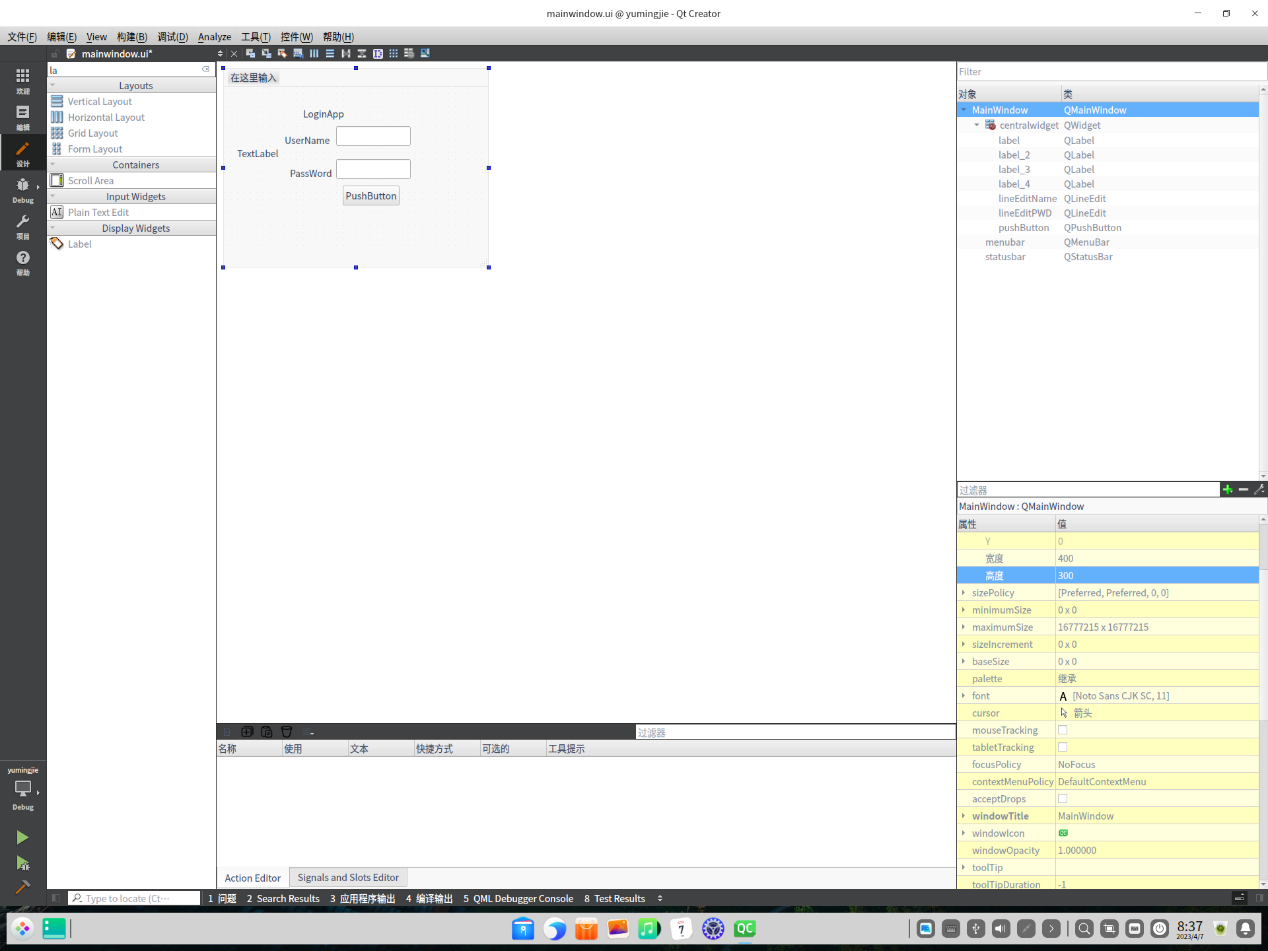 mainwindow.ui @ yumingjie - Qt Creator
文件(F) 编辑(E) View 构建(B) 调试(D) Analyze 工具(T) 控件(W) 帮助(H)
mainwindow.ui*
欢迎
编辑
设计
Debug
项目
帮助
yumingjie
Debug
la
Layouts
Vertical Layout
Horizontal Layout
Grid Layout
Form Layout
Containers
Scroll Area
Input Widgets
Plain Text Edit
Display Widgets
Label
在这里输入
LoginApp
UserName
TextLabel
PassWord
PushButton
Filter
对象 类
MainWindow QMainWindow
centralwidget QWidget
label QLabel
label_2 QLabel
label_3 QLabel
label_4 QLabel
lineEditName QLineEdit
lineEditPWD QLineEdit
pushButton QPushButton
menubar QMenuBar
statusbar QStatusBar
过滤器
MainWindow : QMainWindow
属性 值
Y 0
宽度 400
高度 300
sizePolicy [Preferred, Preferred, 0, 0]
minimumSize 0 x 0
maximumSize 16777215 x 16777215
sizeIncrement 0 x 0
baseSize 0 x 0
palette 继承
font A [Noto Sans CJK SC, 11]
cursor 箭头
mouseTracking
tabletTracking
focusPolicy NoFocus
contextMenuPolicy DefaultContextMenu
acceptDrops
windowTitle MainWindow
windowIcon
windowOpacity 1.000000
toolTip
toolTipDuration -1
过滤器
名称 使用 文本 快捷方式 可选的 工具提示
Action Editor Signals and Slots Editor
Type to locate (Ct⋯ 1 问题 2 Search Results 3 应用程序输出 4 编译输出 5 QML Debugger Console 8 Test Results
7 QC 8:37
2023/4/7